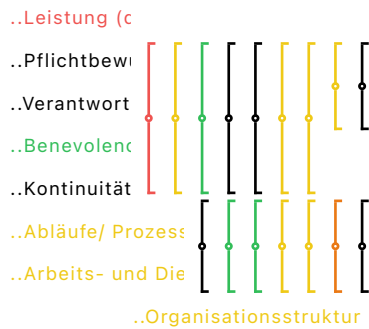 ..Leistung (
..Pflichtbew
..Verantwort
..Benevolenc
..Kontinuität
..Abläufe/ Prozess
..Arbeits- und Die
..Organisationsstruktur